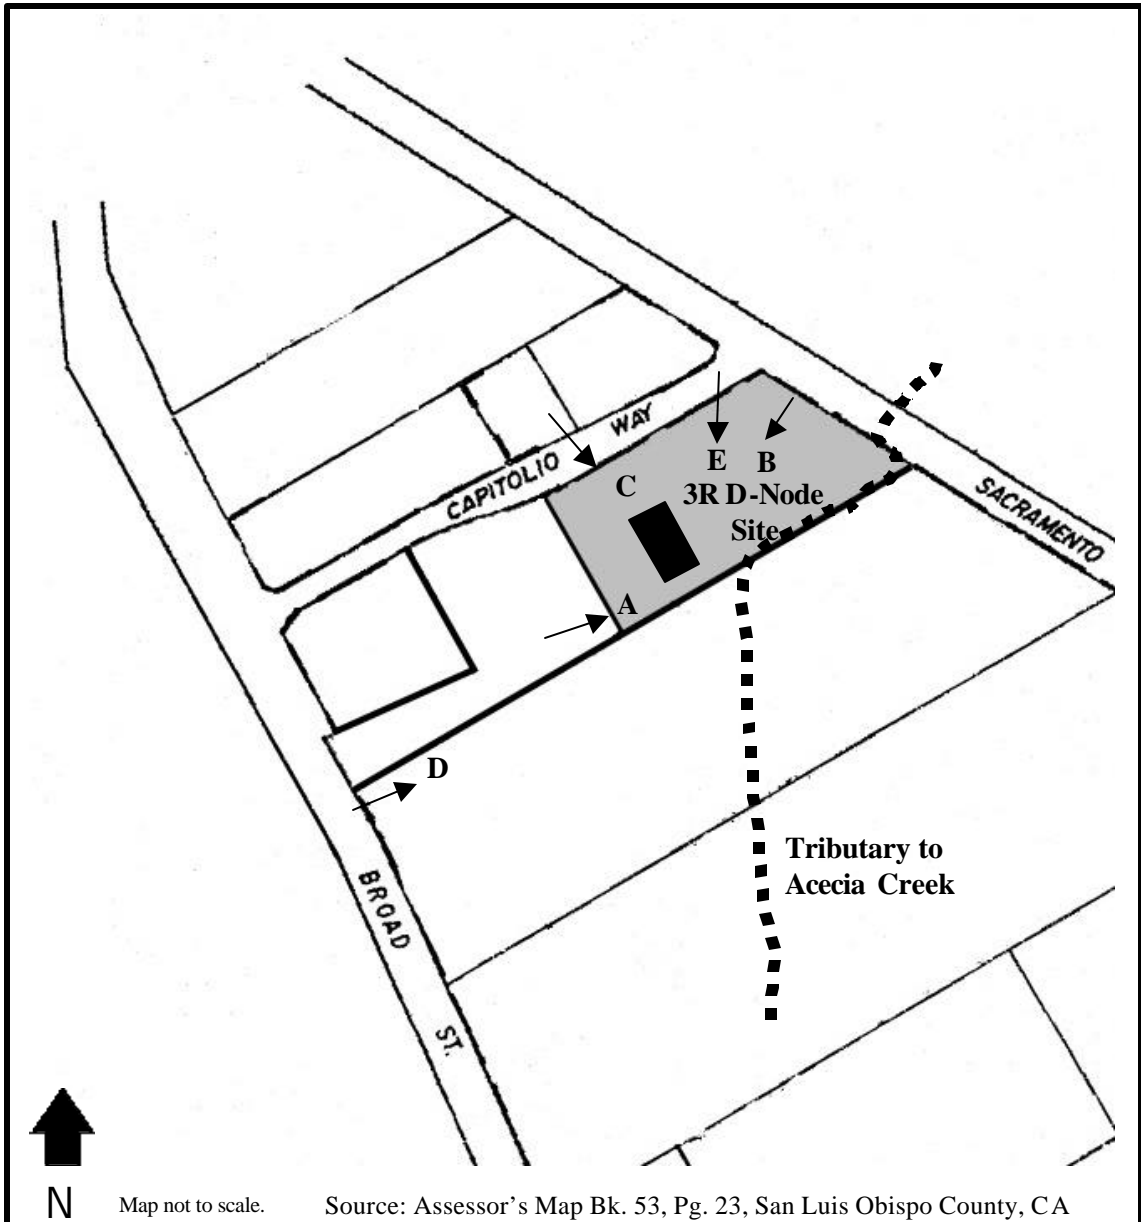 WAY
CAPITOLIO
E B
C
3R D-Node
Site
SACRAMENTO
A
D
Tributary to
Acecia Creek
BROAD
ST.
N
Map not to scale.
Source: Assessor's Map Bk. 53, Pg. 23, San Luis Obispo County, CA